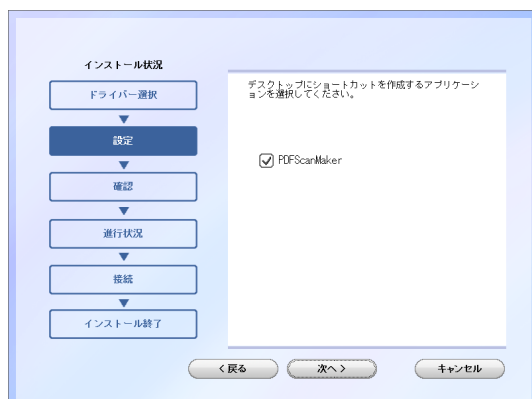 インストール状況
ドライバー選択
設定
確認
進行状況
接続
インストール終了
デスクトップにショートカットを作成するアプリケーシ
ョンを選択してください。
PDFScanMaker
< 戻る
次へ >
キャンセル